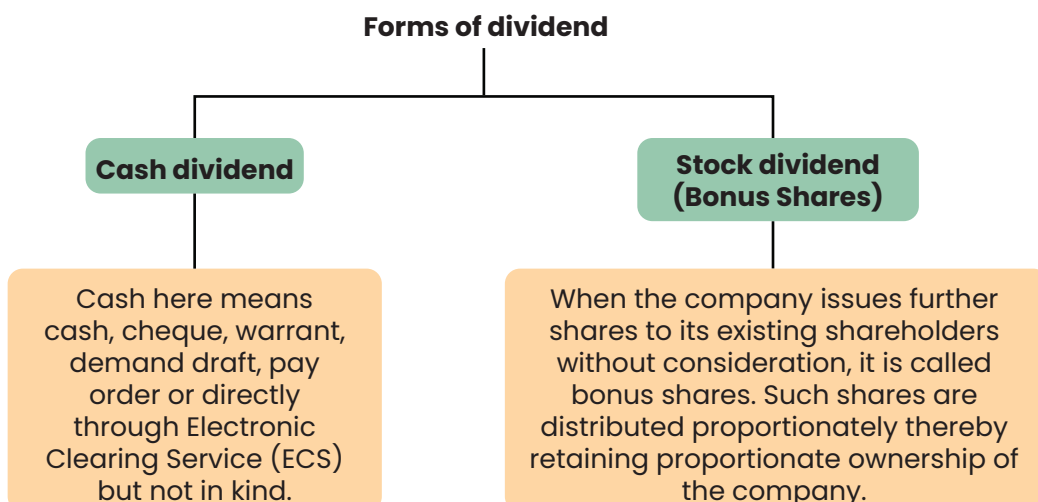 Forms of dividend
Cash dividend
Stock dividend
(Bonus Shares)
Cash here means
cash, cheque, warrant,
demand draft, pay
order or directly
through Electronic
Clearing Service (ECS)
but not in kind.
When the company issues further
shares to its existing shareholders
without consideration, it is called
bonus shares. Such shares are
distributed proportionately thereby
retaining proportionate ownership of
the company.